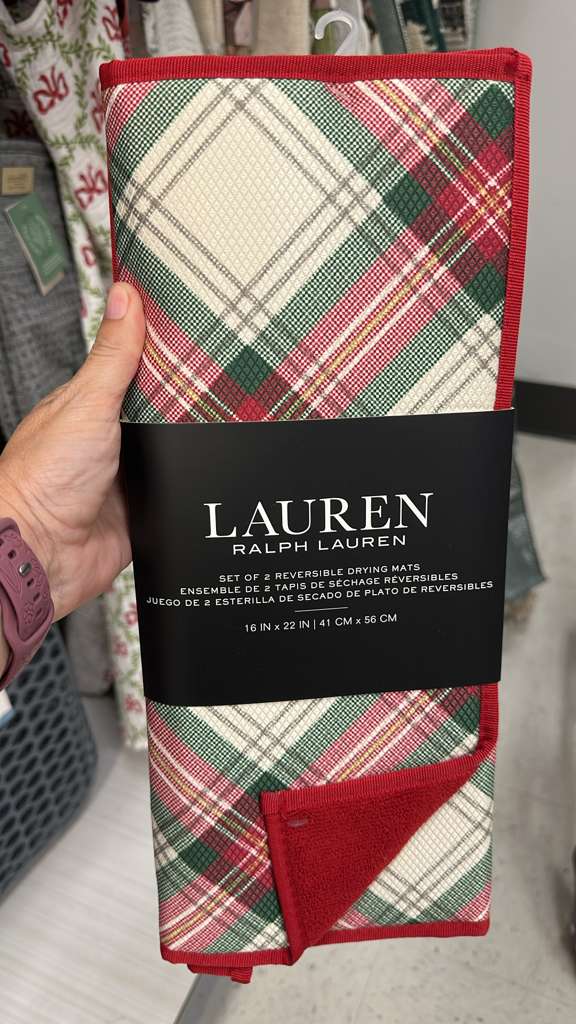 LAUREN
RALPH LAUREN
SET OF 2 REVERSIBLE DRYING MATS
ENSEMBLE DE 2 TAPIS DE SÉCHAGE RÉVERSIBLES
JUEGO DE 2 ESTERILLA DE SECADO DE PLATO DE REVERSIBLES
16 IN x 22 IN | 41 CM x 56 CM